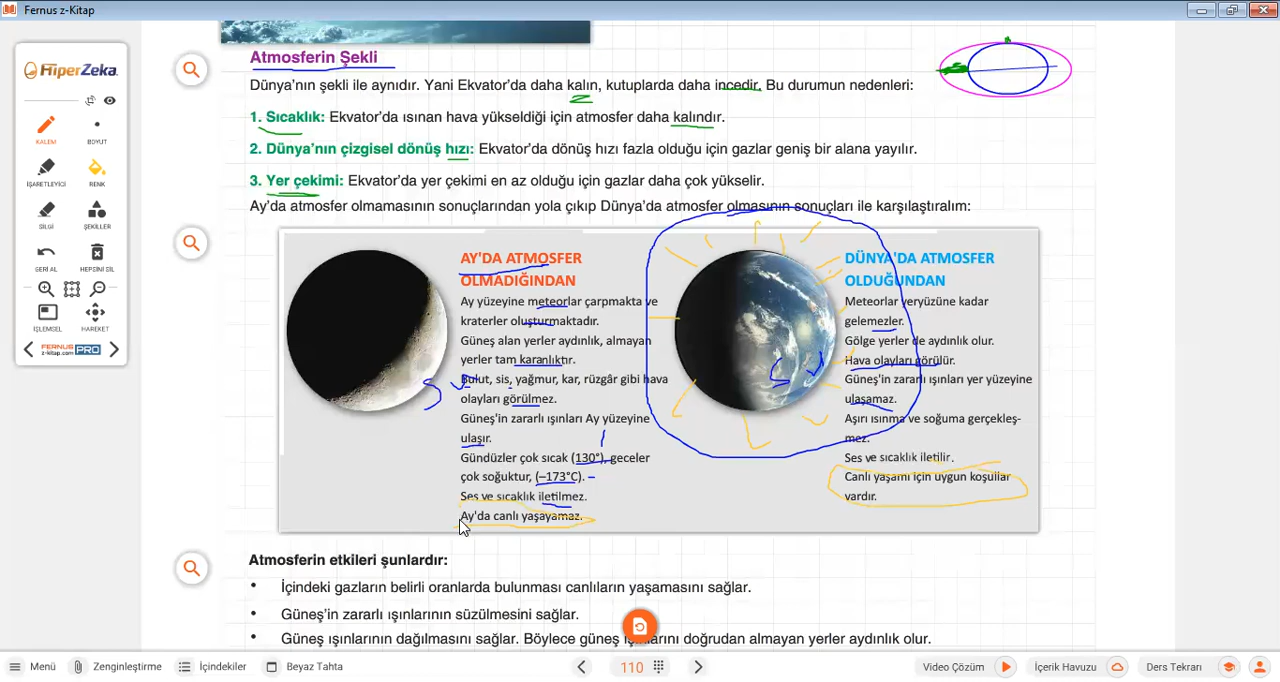 Fernus z-Kitap
HiperZeka
KALEM
BOYUT
İŞARETLEYİCİ
RENK
SİLGİ
ŞEKİLLER
GERİ AL
HEPSİNİ SİL
İŞLEMSEL
HAREKET
FERNUS
z-kitap.com
PRO
Atmosferin Şekli
Dünya'nın şekli ile aynıdır. Yani Ekvator'da daha kalın, kutuplarda daha incedir. Bu durumun nedenleri:
1. Sıcaklık: Ekvator'da ısınan hava yükseldiği için atmosfer daha kalındır.
2. Dünya'nın çizgisel dönüş hızı: Ekvator'da dönüş hızı fazla olduğu için gazlar geniş bir alana yayılır.
3. Yer çekimi: Ekvator'da yer çekimi en az olduğu için gazlar daha çok yükselir.
Ay'da atmosfer olmamasının sonuçlarından yola çıkıp Dünya'da atmosfer olmasının sonuçları ile karşılaştıralım:
AY'DA ATMOSFER
OLMADIĞINDAN
Ay yüzeyine meteorlar çarpmakta ve
kraterler oluşturmaktadır.
Güneş alan yerler aydınlık, almayan
yerler tam karanlıktır.
Bulut, sis, yağmur, kar, rüzgâr gibi hava
olayları görülmez.
Güneş'in zararlı ışınları Ay yüzeyine
ulaşır.
Gündüzler çok sıcak (130°), geceler
çok soğuktur, (–173°C).
Ses ve sıcaklık iletilmez.
Ay'da canlı yaşayamaz.
DÜNYA'DA ATMOSFER
OLDUĞUNDAN
Meteorlar yeryüzüne kadar
gelemezler.
Gölge yerler de aydınlık olur.
Hava olayları görülür.
Güneş'in zararlı ışınları yer yüzeyine
ulaşamaz.
Aşırı ısınma ve soğuma gerçekleş-
mez.
Ses ve sıcaklık iletilir.
Canlı yaşamı için uygun koşullar
vardır.
Atmosferin etkileri şunlardır:
• İçindeki gazların belirli oranlarda bulunması canlıların yaşamasını sağlar.
• Güneş'in zararlı ışınlarının süzülmesini sağlar.
• Güneş ışınlarının dağılmasını sağlar. Böylece güneş ışınlarını doğrudan almayan yerler aydınlık olur.
Menü
Zenginleştirme
İçindekiler
Beyaz Tahta
110
Video Çözüm
İçerik Havuzu
Ders Tekrarı